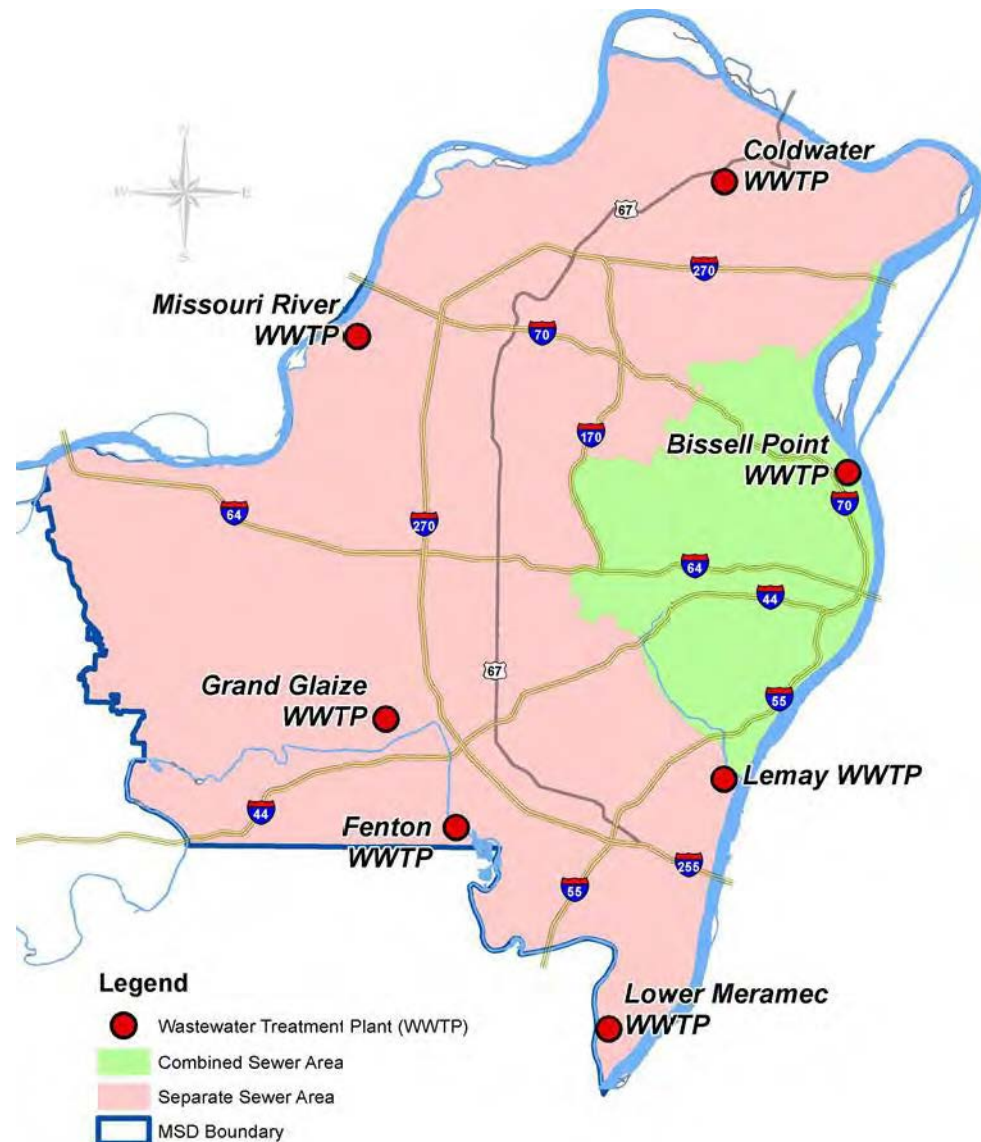 N
W
E
S
Coldwater
WWTP
67
270
Missouri River
WWTP
70
170
Bissell Point
WWTP
70
64
270
64
44
67
Grand Glaize
WWTP
55
Lemay WWTP
44
Fenton
WWTP
255
55
Legend
Lower Meramec
WWTP
Wastewater Treatment Plant (WWTP)
Combined Sewer Area
Separate Sewer Area
MSD Boundary